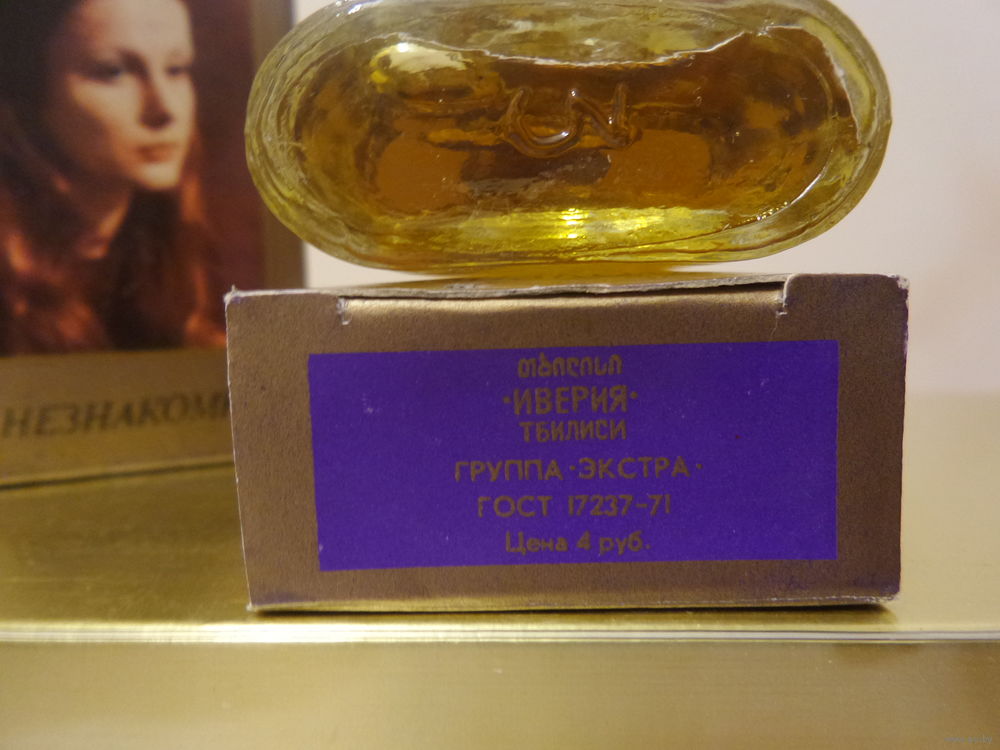 НЕЗНАКОМ
თბილისი
·ИВЕРИЯ·
ТБИЛИСИ
ГРУППА·ЭКСТРА·
ГОСТ 17237-71
Цена 4 руб.